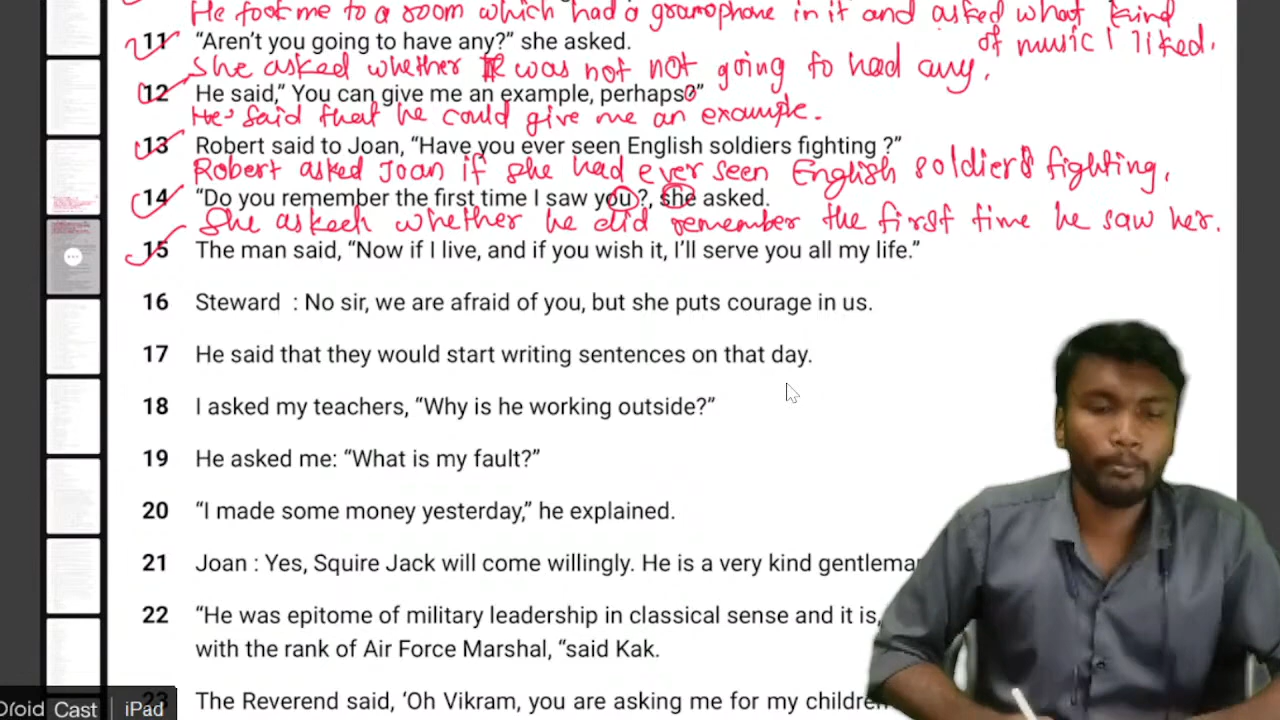 He took me to a room which had a gramophone in it and asked what kind
of music I liked.
11 “Aren't you going to have any?” she asked.
She asked whether I was not not going to had any.
12 He said,” You can give me an example, perhaps?”
He said that he could give me an example.
13 Robert said to Joan, “Have you ever seen English soldiers fighting ?”
Robert asked Joan if she had ever seen English soldiers fighting.
14 “Do you remember the first time I saw you?, she asked.
She asked whether he did remember the first time he saw her.
15 The man said, “Now if I live, and if you wish it, I'll serve you all my life.”
16 Steward : No sir, we are afraid of you, but she puts courage in us.
17 He said that they would start writing sentences on that day.
18 I asked my teachers, “Why is he working outside?”
19 He asked me: “What is my fault?”
20 “I made some money yesterday,” he explained.
21 Joan : Yes, Squire Jack will come willingly. He is a very kind gentlema
22 “He was epitome of military leadership in classical sense and it is,
with the rank of Air Force Marshal, “said Kak.
23 The Reverend said, ‘Oh Vikram, you are asking me for my childre
Droid Cast iPad